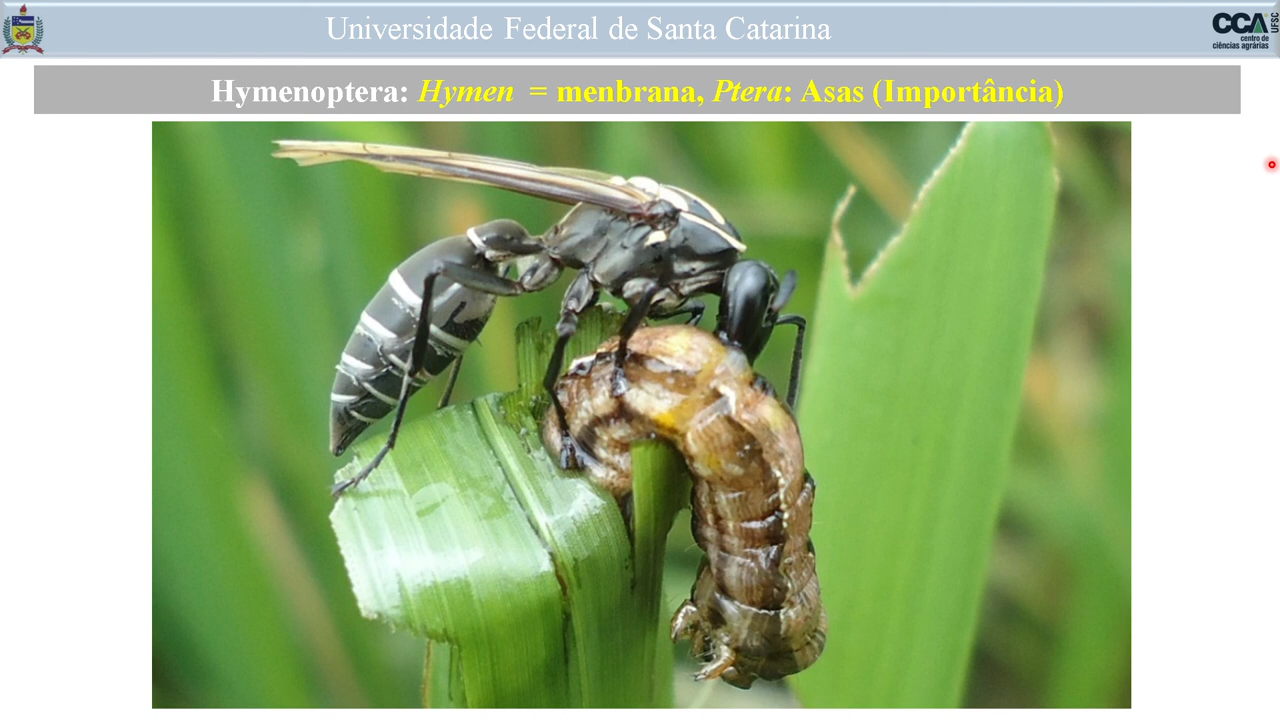 Universidade Federal de Santa Catarina
CCA UFSC
centro de
ciências agrárias
Hymenoptera: Hymen = menbrana, Ptera: Asas (Importância)